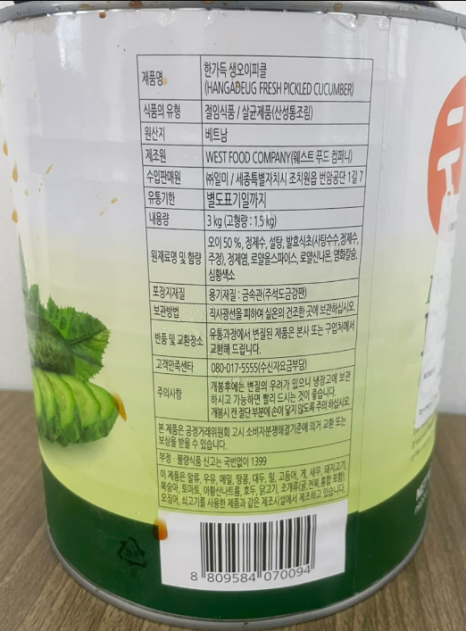 제품명 한가득 생오이피클
(HANGADEUG FRESH PICKLED CUCUMBER)
식품의 유형 절임식품 / 살균제품(산성통조림)
원산지 베트남
제조원 WEST FOOD COMPANY(웨스트 푸드 컴퍼니)
수입판매원 ㈜일미 / 세종특별자치시 조치원읍 번암공단 1길 7
유통기한 별도표기일까지
내용량 3 kg (고형량 : 1.5 kg)
원재료명 및 함량 오이 50 %, 정제수, 설탕, 발효식초(사탕수수,정제수,
주정), 정제염, 로얄올스파이스, 로얄신나몬, 염화칼슘,
심황색소
포장지재질 용기재질 : 금속관(주석도금강판)
보관방법 직사광선을 피하여 실온의 건조한 곳에 보관하십시오
반품 및 교환장소 유통과정에서 변질된 제품은 본사 또는 구입처에서
교환해 드립니다.
고객만족센타 080-017-5555(수신자요금부담)
주의사항 개봉후에는 변질의 우려가 있으니 냉장고에 보관
하시고 가능하면 빨리 드시는 것이 좋습니다.
개봉시 캔 절단 부분에 손이 닿지 않도록 주의 하십시오
본 제품은 공정거래위원회 고시 소비자분쟁해결기준에 의거 교환 또는
보상을 받을 수 있습니다.
부정 · 불량식품 신고는 국번없이 1399
이 제품은 알류, 우유, 메밀, 땅콩, 대두, 밀, 고등어, 게, 새우, 돼지고기,
복숭아, 토마토, 아황산나트륨, 호두, 닭고기, 조개류(굴, 전복, 홍합 포함),
오징어, 쇠고기를 사용한 제품과 같은 제조시설에서 제조하고 있습니다.
8 809584 070094